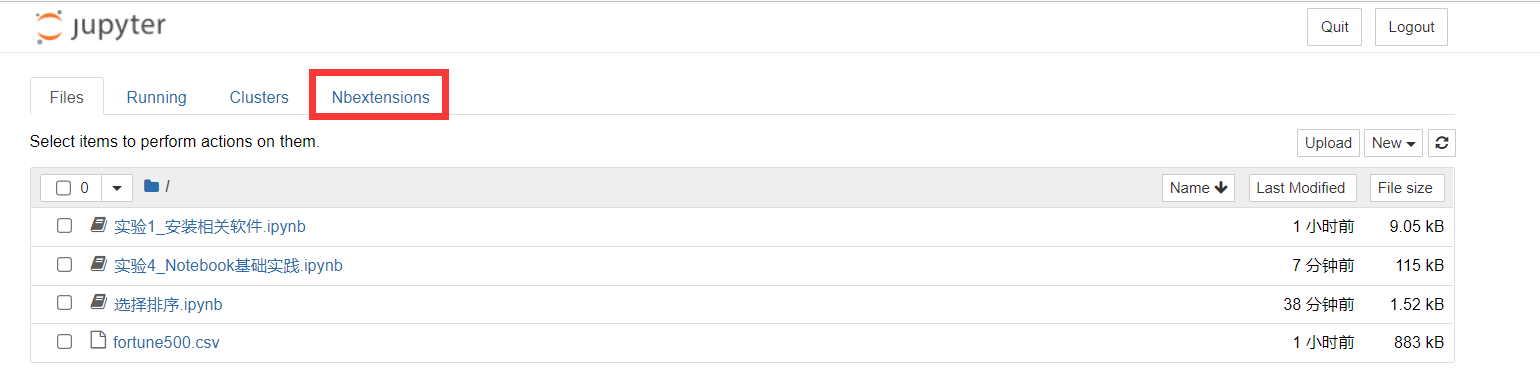 jupyter Quit Logout
Files Running Clusters Nbextensions
Select items to perform actions on them. Upload New
0 / Name Last Modified File size
实验1_安装相关软件.ipynb 1 小时前 9.05 kB
实验4_Notebook基础实践.ipynb 7 分钟前 115 kB
选择排序.ipynb 38 分钟前 1.52 kB
fortune500.csv 1 小时前 883 kB